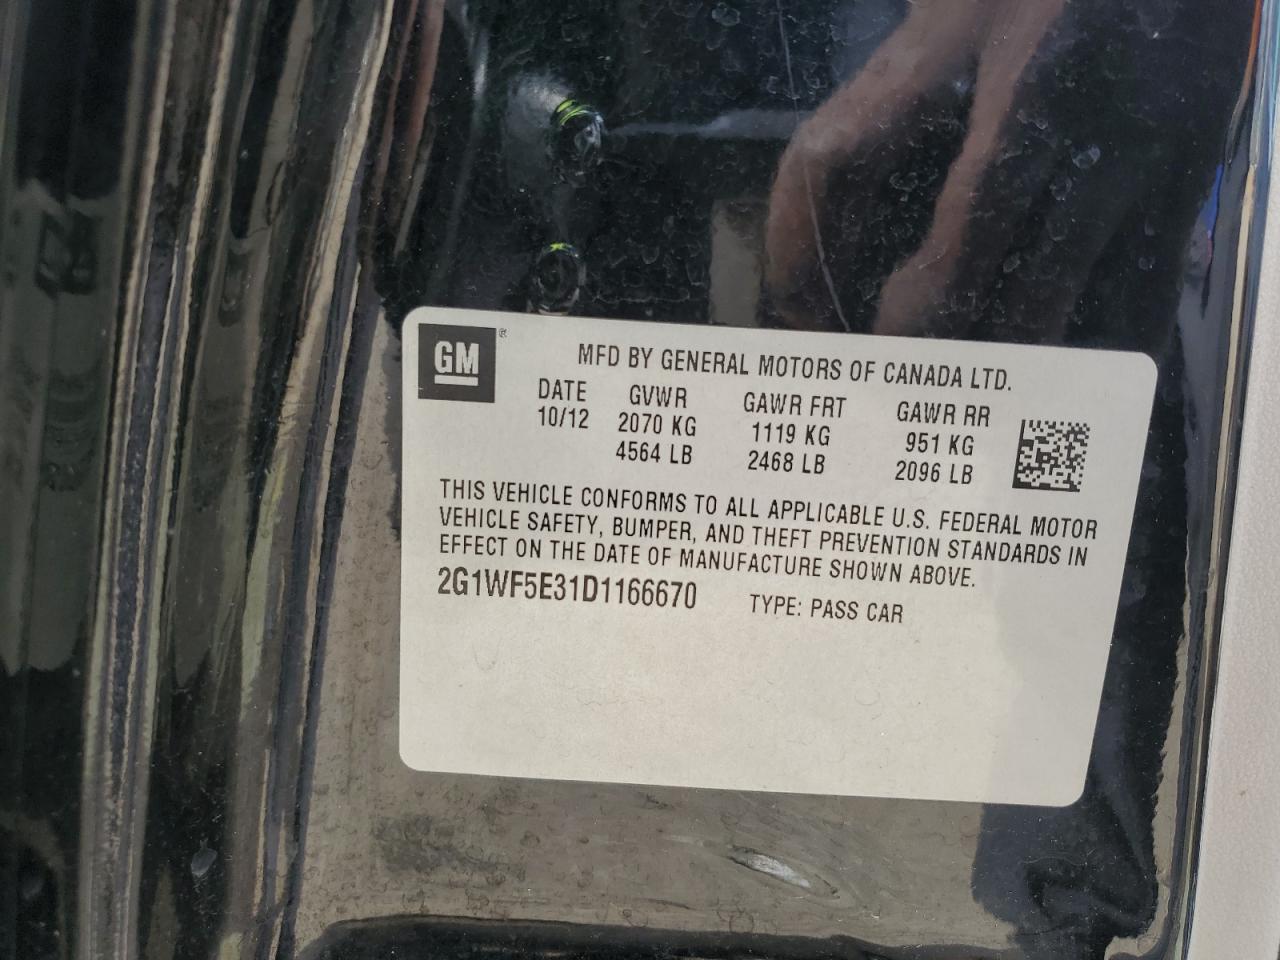 GM ®
MFD BY GENERAL MOTORS OF CANADA LTD.
DATE GVWR GAWR FRT GAWR RR
10/12 2070 KG 1119 KG 951 KG
4564 LB 2468 LB 2096 LB
THIS VEHICLE CONFORMS TO ALL APPLICABLE U.S. FEDERAL MOTOR
VEHICLE SAFETY, BUMPER, AND THEFT PREVENTION STANDARDS IN
EFFECT ON THE DATE OF MANUFACTURE SHOWN ABOVE.
2G1WF5E31D1166670 TYPE: PASS CAR